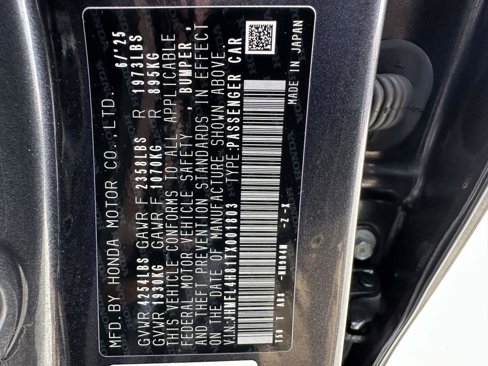 MFD.BY HONDA MOTOR CO.,LTD. 6/25
GVWR 4254LBS GAWR F 2358LBS R 1973LBS
GVWR 1930KG GAWR F 1070KG R 895KG
THIS VEHICLE CONFORMS TO ALL APPLICABLE
FEDERAL MOTOR VEHICLE SAFETY , BUMPER ,
AND THEFT PREVENTION STANDARDS IN EFFECT
ON THE DATE OF MANUFACTURE SHOWN ABOVE.
V.I.N:JHMFL4H81TX001803 TYPE:PASSENGER CAR
MADE IN JAPAN